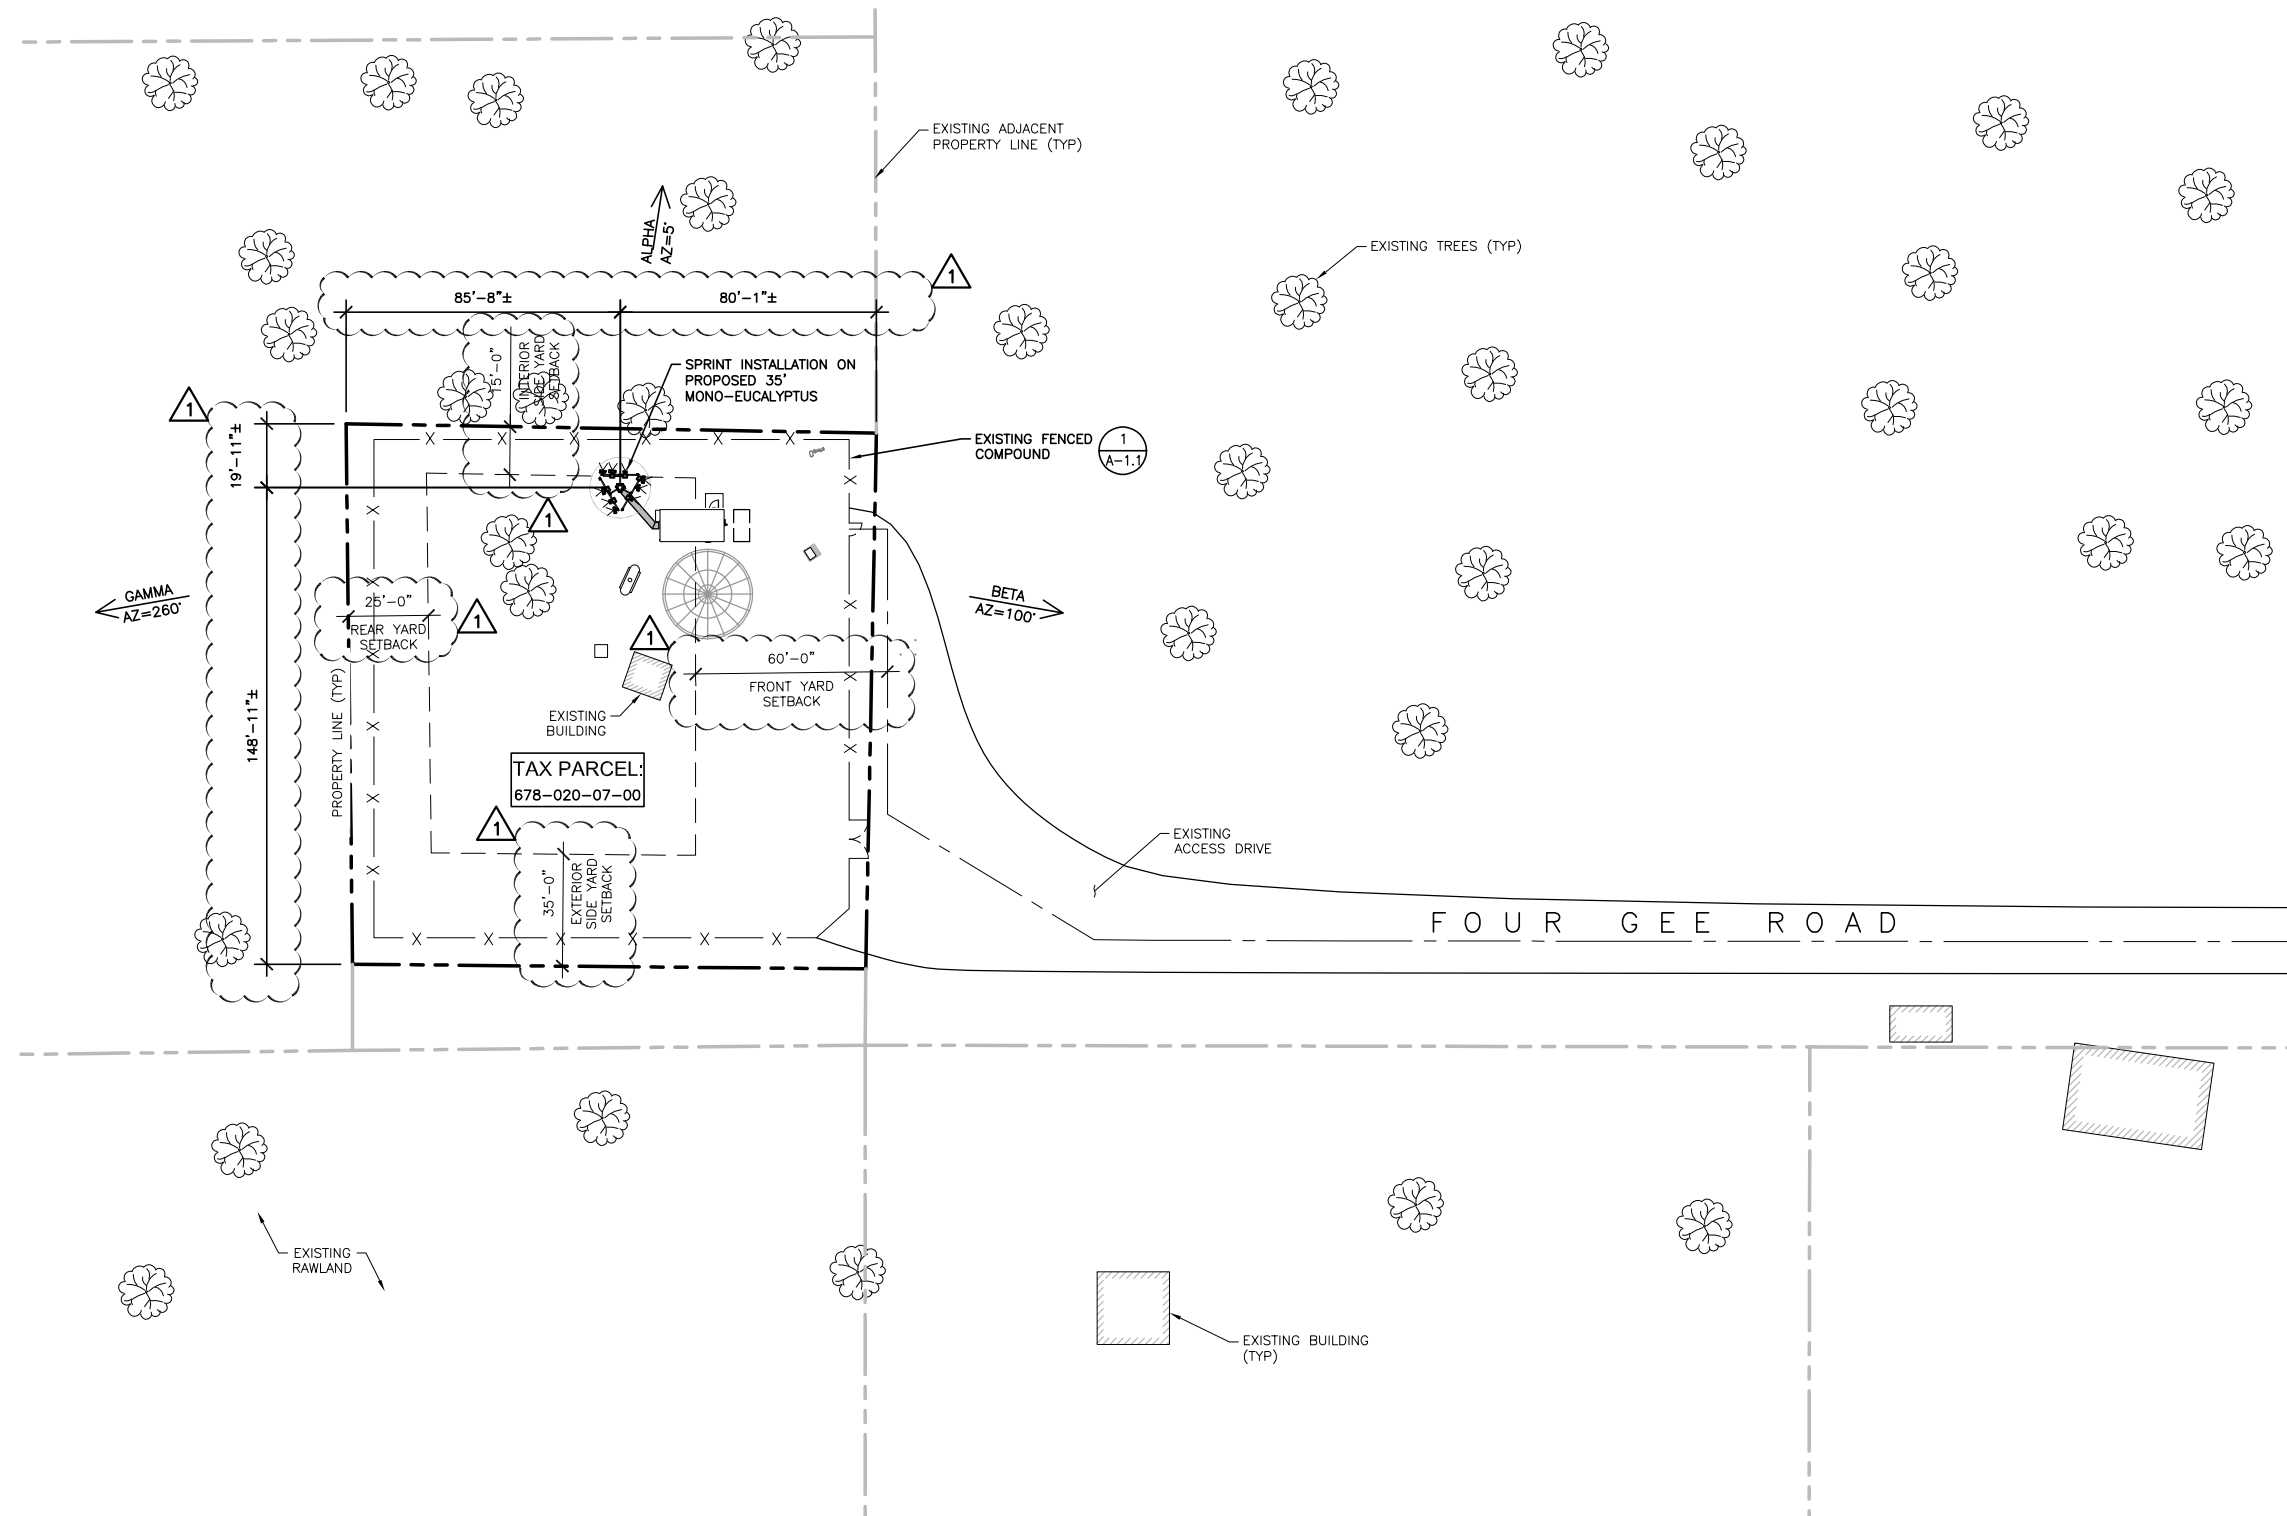 EXISTING ADJACENT
PROPERTY LINE (TYP)
ALPHA
AZ=5°
EXISTING TREES (TYP)
1
85'-8"±
80'-1"±
15'-0"
INTERIOR
SIDE YARD
SETBACK
SPRINT INSTALLATION ON
PROPOSED 35'
MONO-EUCALYPTUS
1
19'-11"±
EXISTING FENCED
COMPOUND
1
A-1.1
1
GAMMA
AZ=260°
25'-0"
REAR YARD
SETBACK
1
BETA
AZ=100°
1
60'-0"
FRONT YARD
SETBACK
148'-11"±
PROPERTY LINE (TYP)
EXISTING
BUILDING
TAX PARCEL:
678-020-07-00
1
35'-0"
EXTERIOR
SIDE YARD
SETBACK
EXISTING
ACCESS DRIVE
FOUR GEE ROAD
EXISTING
RAWLAND
EXISTING BUILDING
(TYP)